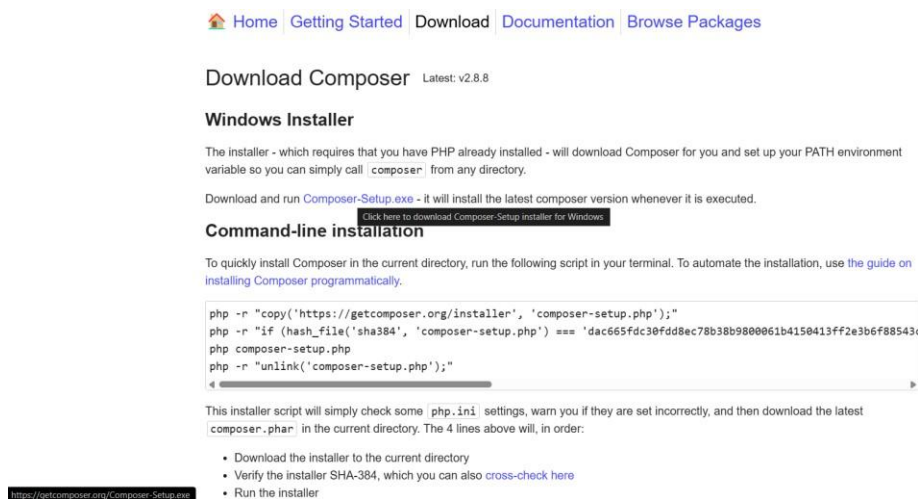 Home Getting Started Download Documentation Browse Packages
Download Composer Latest: v2.8.8
Windows Installer
The installer - which requires that you have PHP already installed - will download Composer for you and set up your PATH environment
variable so you can simply call composer from any directory.
Download and run Composer-Setup.exe - it will install the latest composer version whenever it is executed.
Click here to download Composer-Setup installer for Windows
Command-line installation
To quickly install Composer in the current directory, run the following script in your terminal. To automate the installation, use the guide on
installing Composer programmatically.
php -r "copy('https://getcomposer.org/installer', 'composer-setup.php');"
php -r "if (hash_file('sha384', 'composer-setup.php') === 'dac665fdc30fdd8ec78b38b9800061b4150413ff2e3b6f88543c
php composer-setup.php
php -r "unlink('composer-setup.php');"
This installer script will simply check some php.ini settings, warn you if they are set incorrectly, and then download the latest
composer.phar in the current directory. The 4 lines above will, in order:
• Download the installer to the current directory
• Verify the installer SHA-384, which you can also cross-check here
• Run the installer
https://getcomposer.org/Composer-Setup.exe